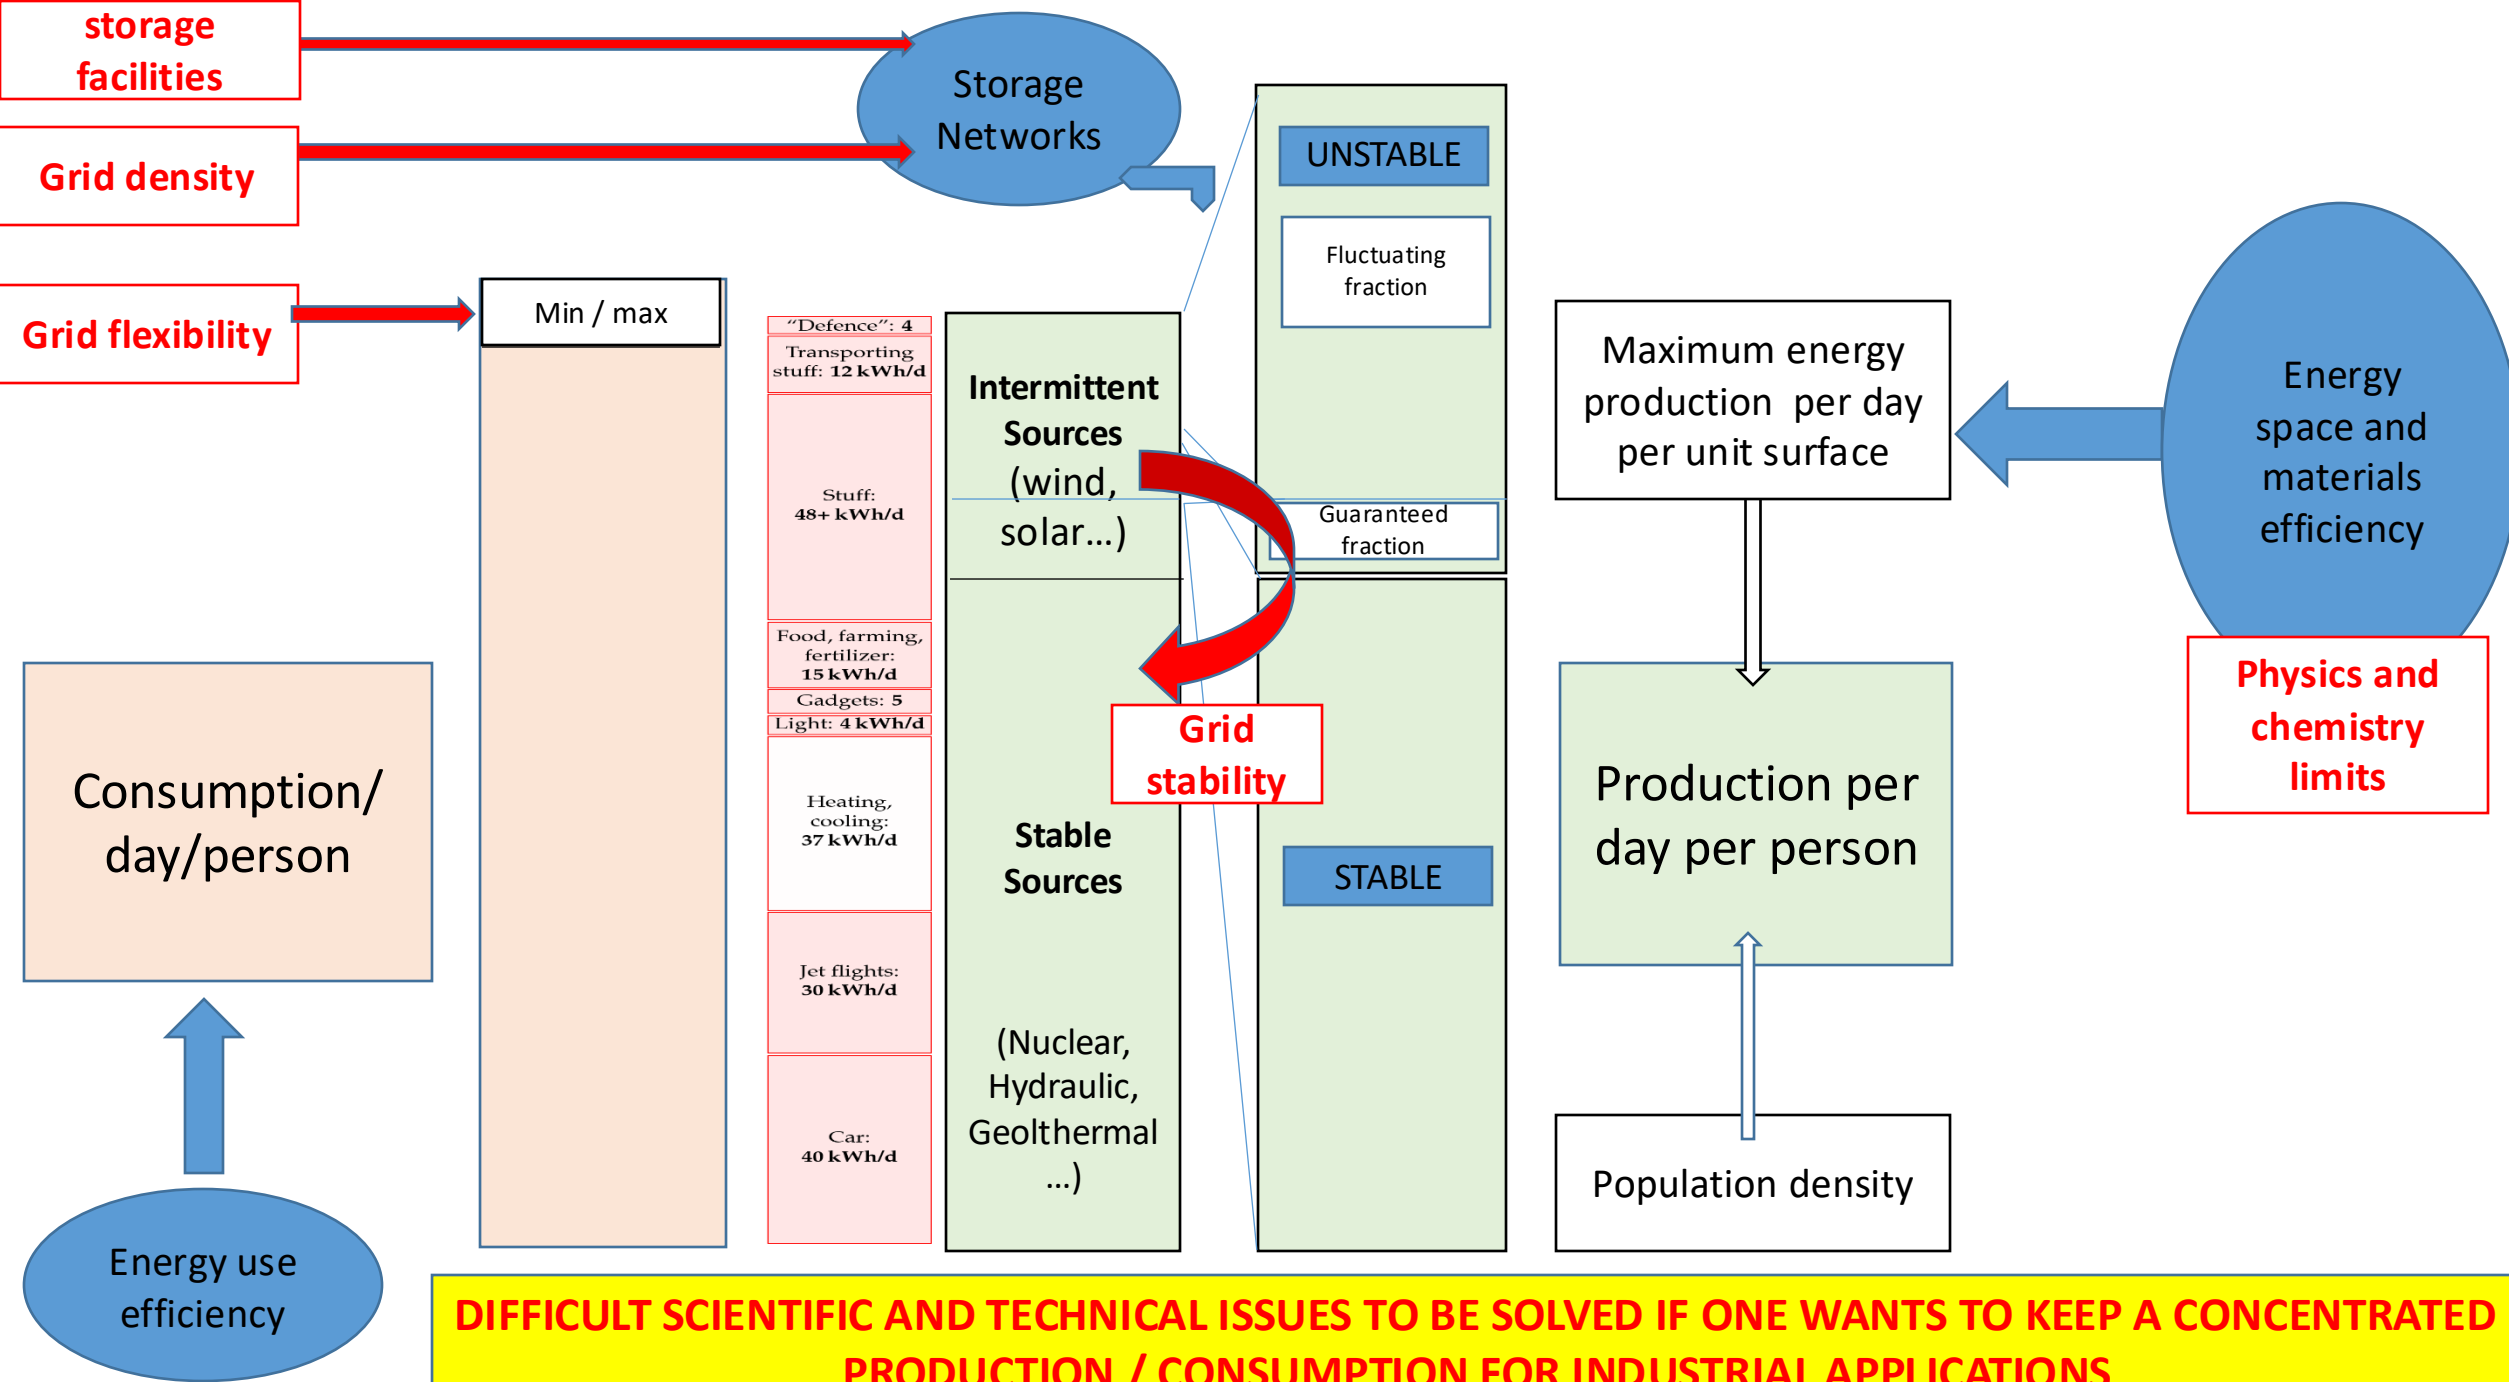 storage
facilities
Grid density
Grid flexibility
Storage
Networks
Min / max
Consumption/
day/person
Energy use
efficiency
“Defence”: 4
Transporting
stuff: 12 kWh/d
Stuff:
48+ kWh/d
Food, farming,
fertilizer:
15 kWh/d
Gadgets: 5
Light: 4 kWh/d
Heating,
cooling:
37 kWh/d
Jet flights:
30 kWh/d
Car:
40 kWh/d
Intermittent
Sources
(wind,
solar...)
Stable
Sources
(Nuclear,
Hydraulic,
Geolthermal
...)
Grid
stability
UNSTABLE
Fluctuating
fraction
Guaranteed
fraction
STABLE
Maximum energy
production per day
per unit surface
Production per
day per person
Population density
Energy
space and
materials
efficiency
Physics and
chemistry
limits
DIFFICULT SCIENTIFIC AND TECHNICAL ISSUES TO BE SOLVED IF ONE WANTS TO KEEP A CONCENTRATED
PRODUCTION / CONSUMPTION FOR INDUSTRIAL APPLICATIONS